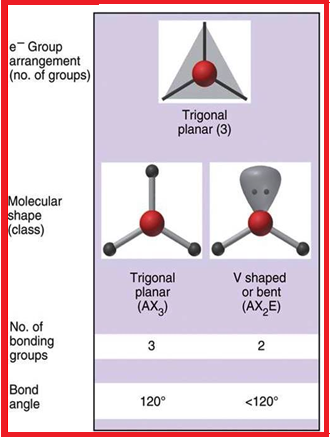 e⁻ Group
arrangement
(no. of groups)
Trigonal
planar (3)
Molecular
shape
(class)
Trigonal
planar
(AX₃)
V shaped
or bent
(AX₂E)
No. of
bonding
groups
3
2
Bond
angle
120°
<120°